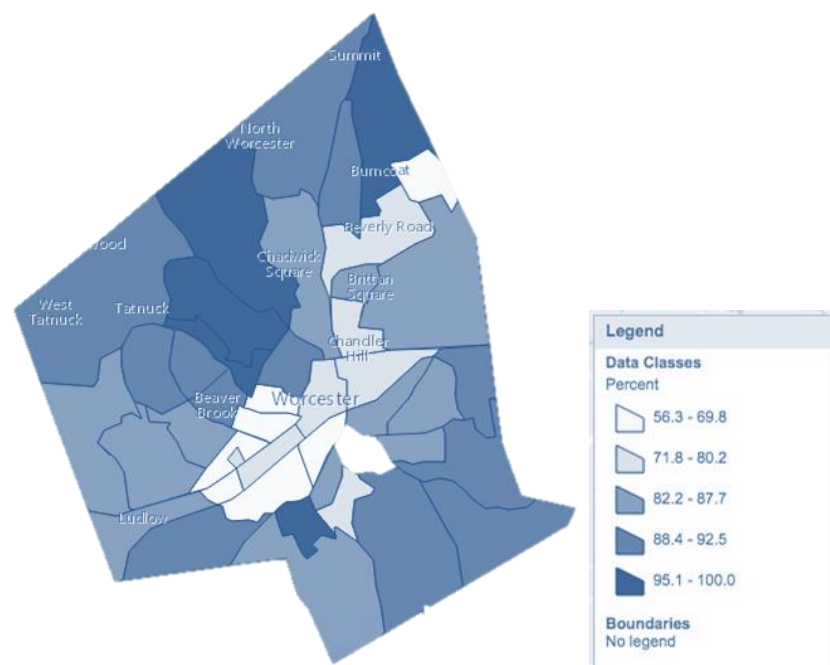 Summit
North
Worcester
Burncoat
Beverly Road
wood
Chadwick
Square
Brittan
Square
West
Tatnuck
Tatnuck
Chandler
Hill
Beaver
Brook
Worcester
Ludlow
Legend
Data Classes
Percent
56.3 - 69.8
71.8 - 80.2
82.2 - 87.7
88.4 - 92.5
95.1 - 100.0
Boundaries
No legend